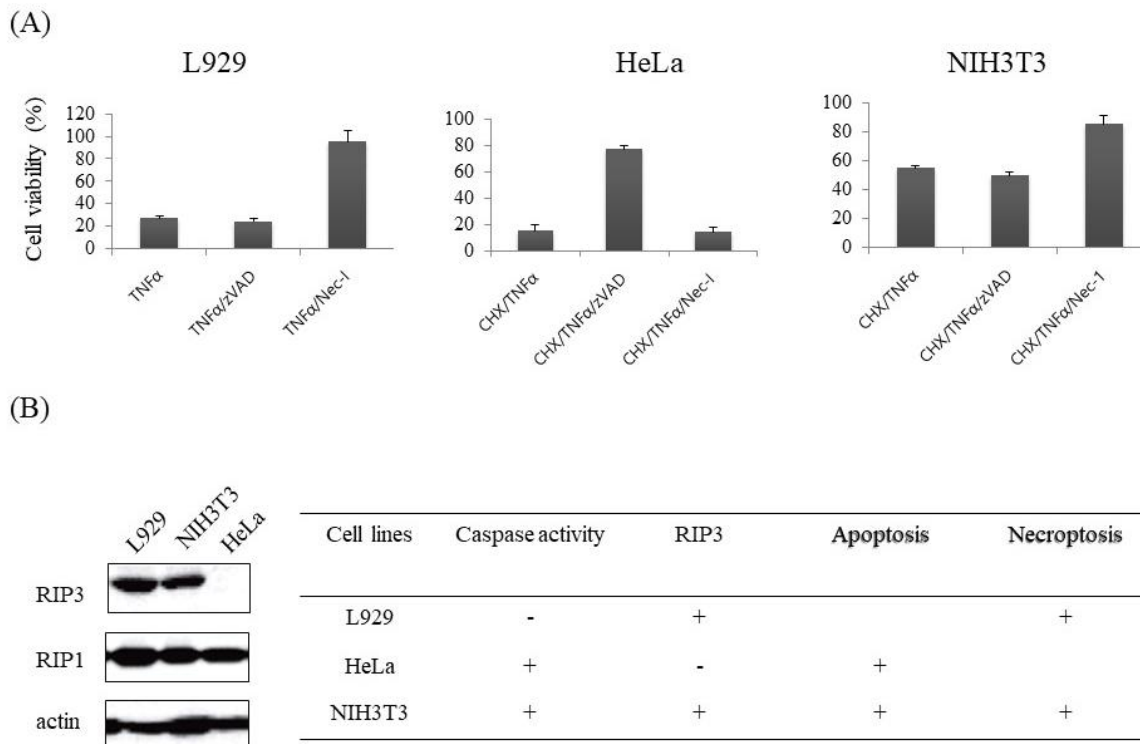 (A)
L929
HeLa
NIH3T3
Cell viability (%)
120
100
80
60
40
20
0
TNFα
TNFα/zVAD
TNFα/Nec-I
100
80
60
40
20
0
CHX/TNFα
CHX/TNFα/zVAD
CHX/TNFα/Nec-I
100
80
60
40
20
0
CHX/TNFα
CHX/TNFα/zVAD
CHX/TNFα/Nec-1
(B)
L929 NIH3T3 HeLa
RIP3
RIP1
actin
Cell lines Caspase activity RIP3 Apoptosis Necroptosis
L929 - + +
HeLa + - +
NIH3T3 + + + +